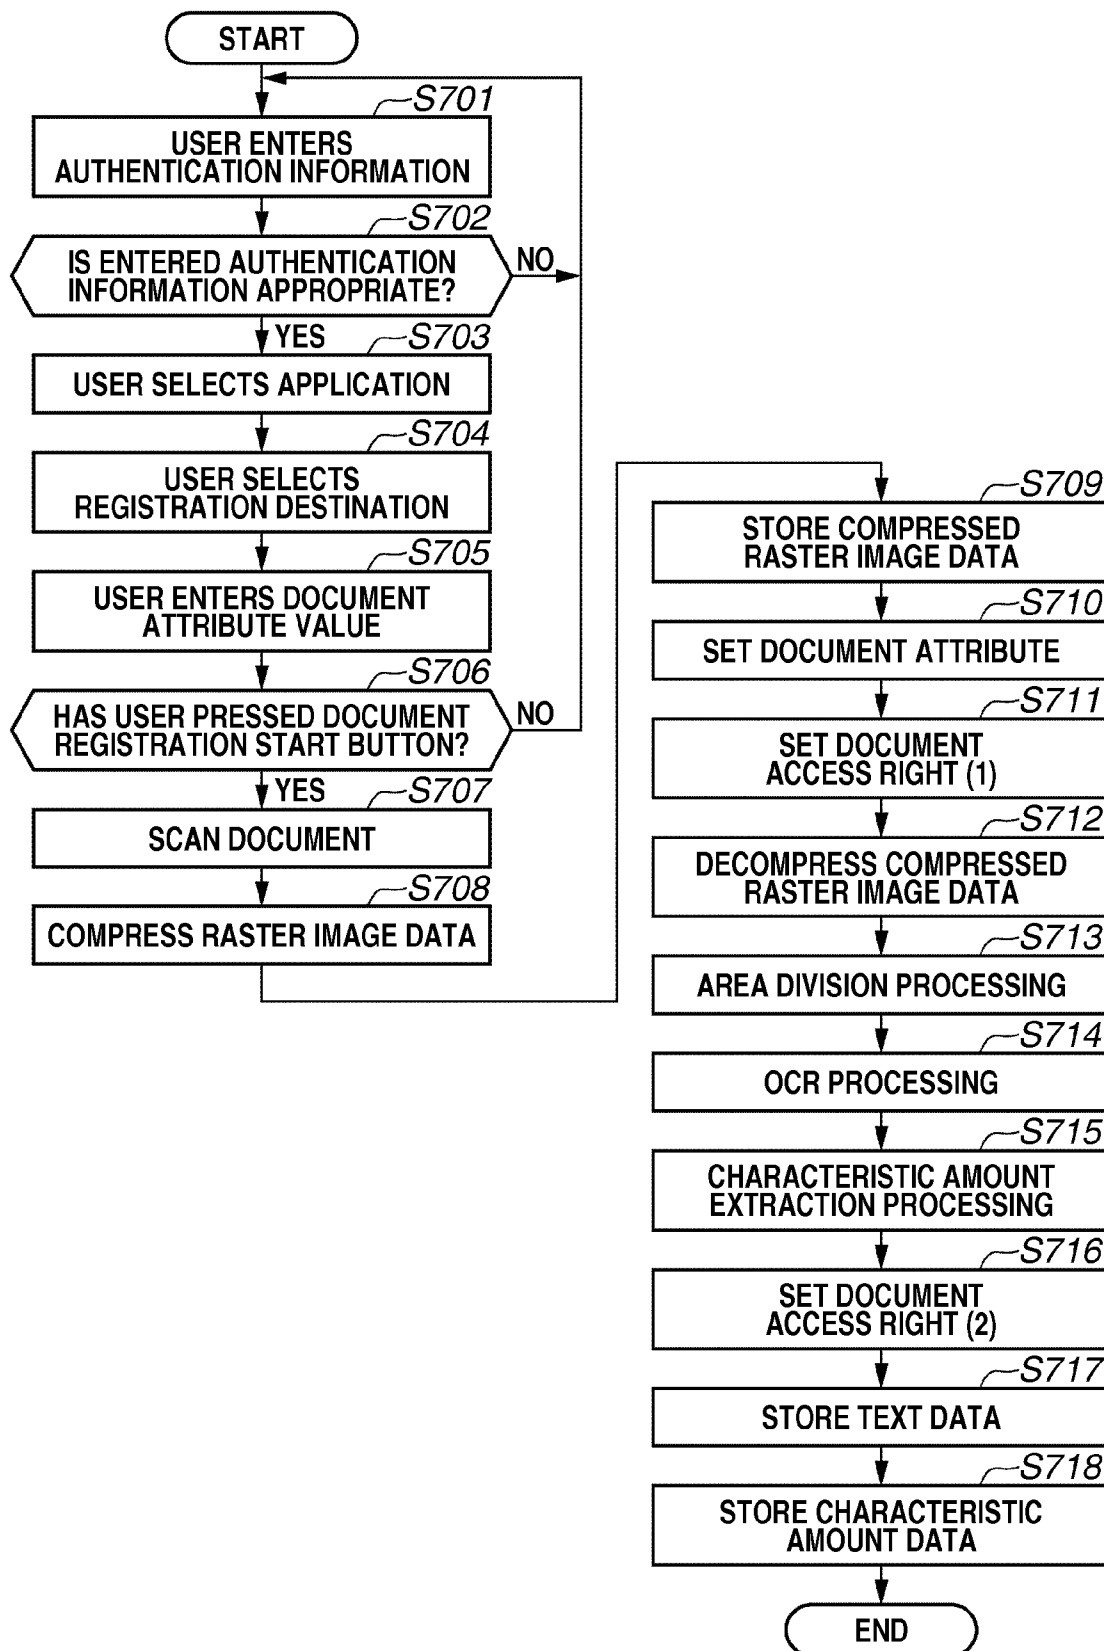 START
S701
USER ENTERS
AUTHENTICATION INFORMATION
S702
IS ENTERED AUTHENTICATION
INFORMATION APPROPRIATE?
NO
YES
S703
USER SELECTS APPLICATION
S704
USER SELECTS
REGISTRATION DESTINATION
S705
USER ENTERS DOCUMENT
ATTRIBUTE VALUE
S706
HAS USER PRESSED DOCUMENT
REGISTRATION START BUTTON?
NO
YES
S707
SCAN DOCUMENT
S708
COMPRESS RASTER IMAGE DATA
S709
STORE COMPRESSED
RASTER IMAGE DATA
S710
SET DOCUMENT ATTRIBUTE
S711
SET DOCUMENT
ACCESS RIGHT (1)
S712
DECOMPRESS COMPRESSED
RASTER IMAGE DATA
S713
AREA DIVISION PROCESSING
S714
OCR PROCESSING
S715
CHARACTERISTIC AMOUNT
EXTRACTION PROCESSING
S716
SET DOCUMENT
ACCESS RIGHT (2)
S717
STORE TEXT DATA
S718
STORE CHARACTERISTIC
AMOUNT DATA
END